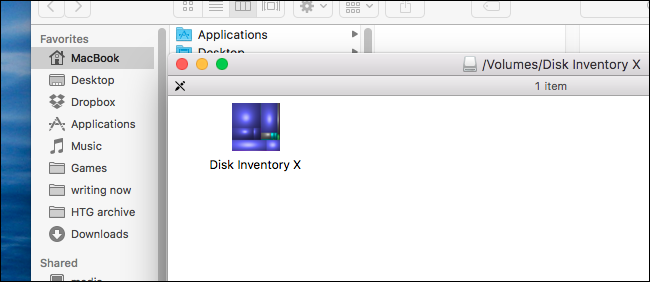 Favorites
MacBook
Desktop
Dropbox
Applications
Music
Games
writing now
HTG archive
Downloads
Shared
Applications
Desktop
/Volumes/Disk Inventory X
1 item
Disk Inventory X